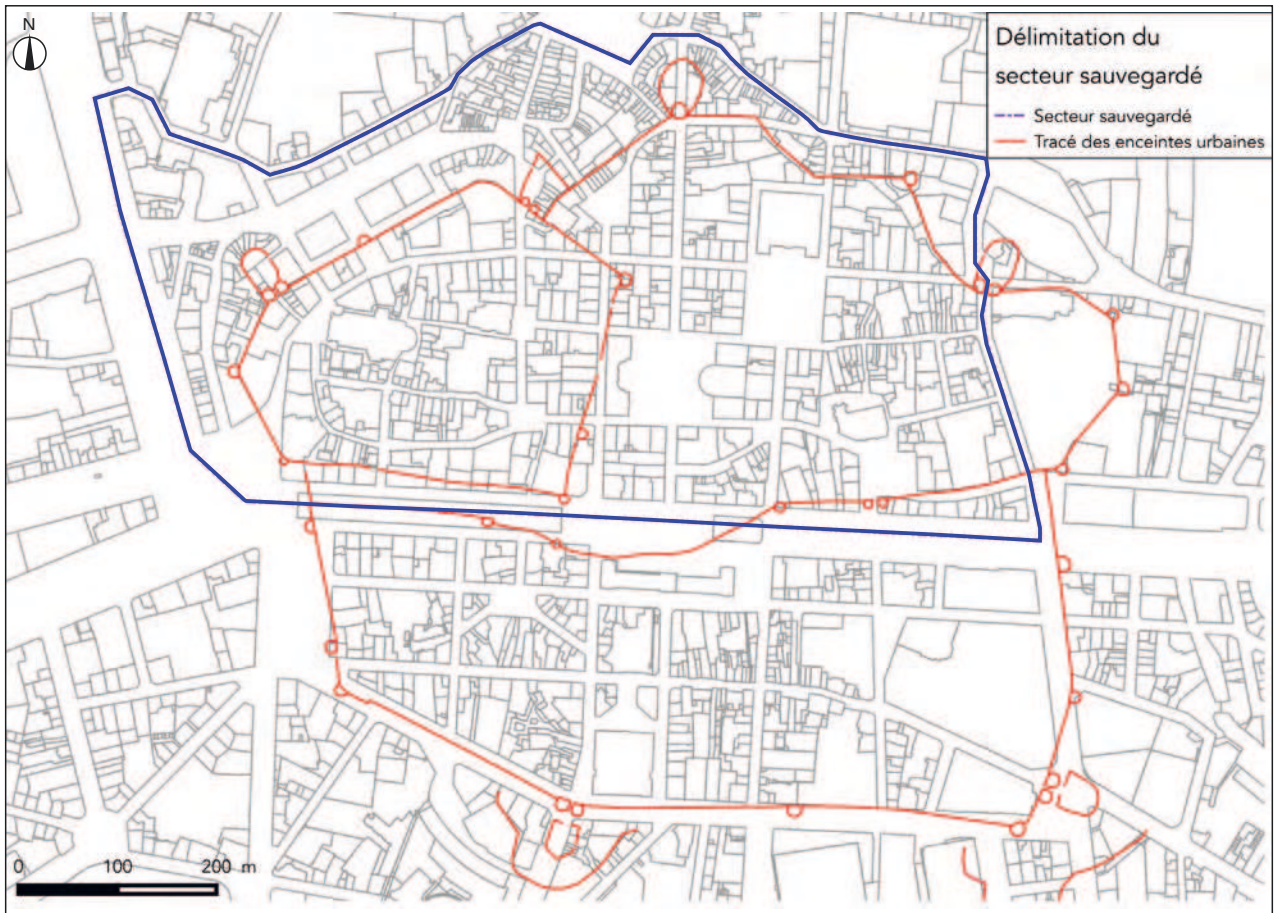 N
Délimitation du
secteur sauvegardé
Secteur sauvegardé
Tracé des enceintes urbaines
0 100 200 m